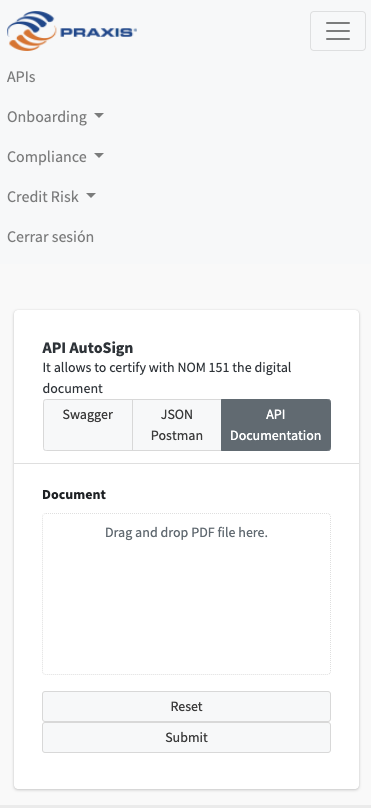 PRAXIS
APIs
Onboarding
Compliance
Credit Risk
Cerrar sesión
API AutoSign
It allows to certify with NOM 151 the digital
document
Swagger
JSON
Postman
API
Documentation
Document
Drag and drop PDF file here.
Reset
Submit